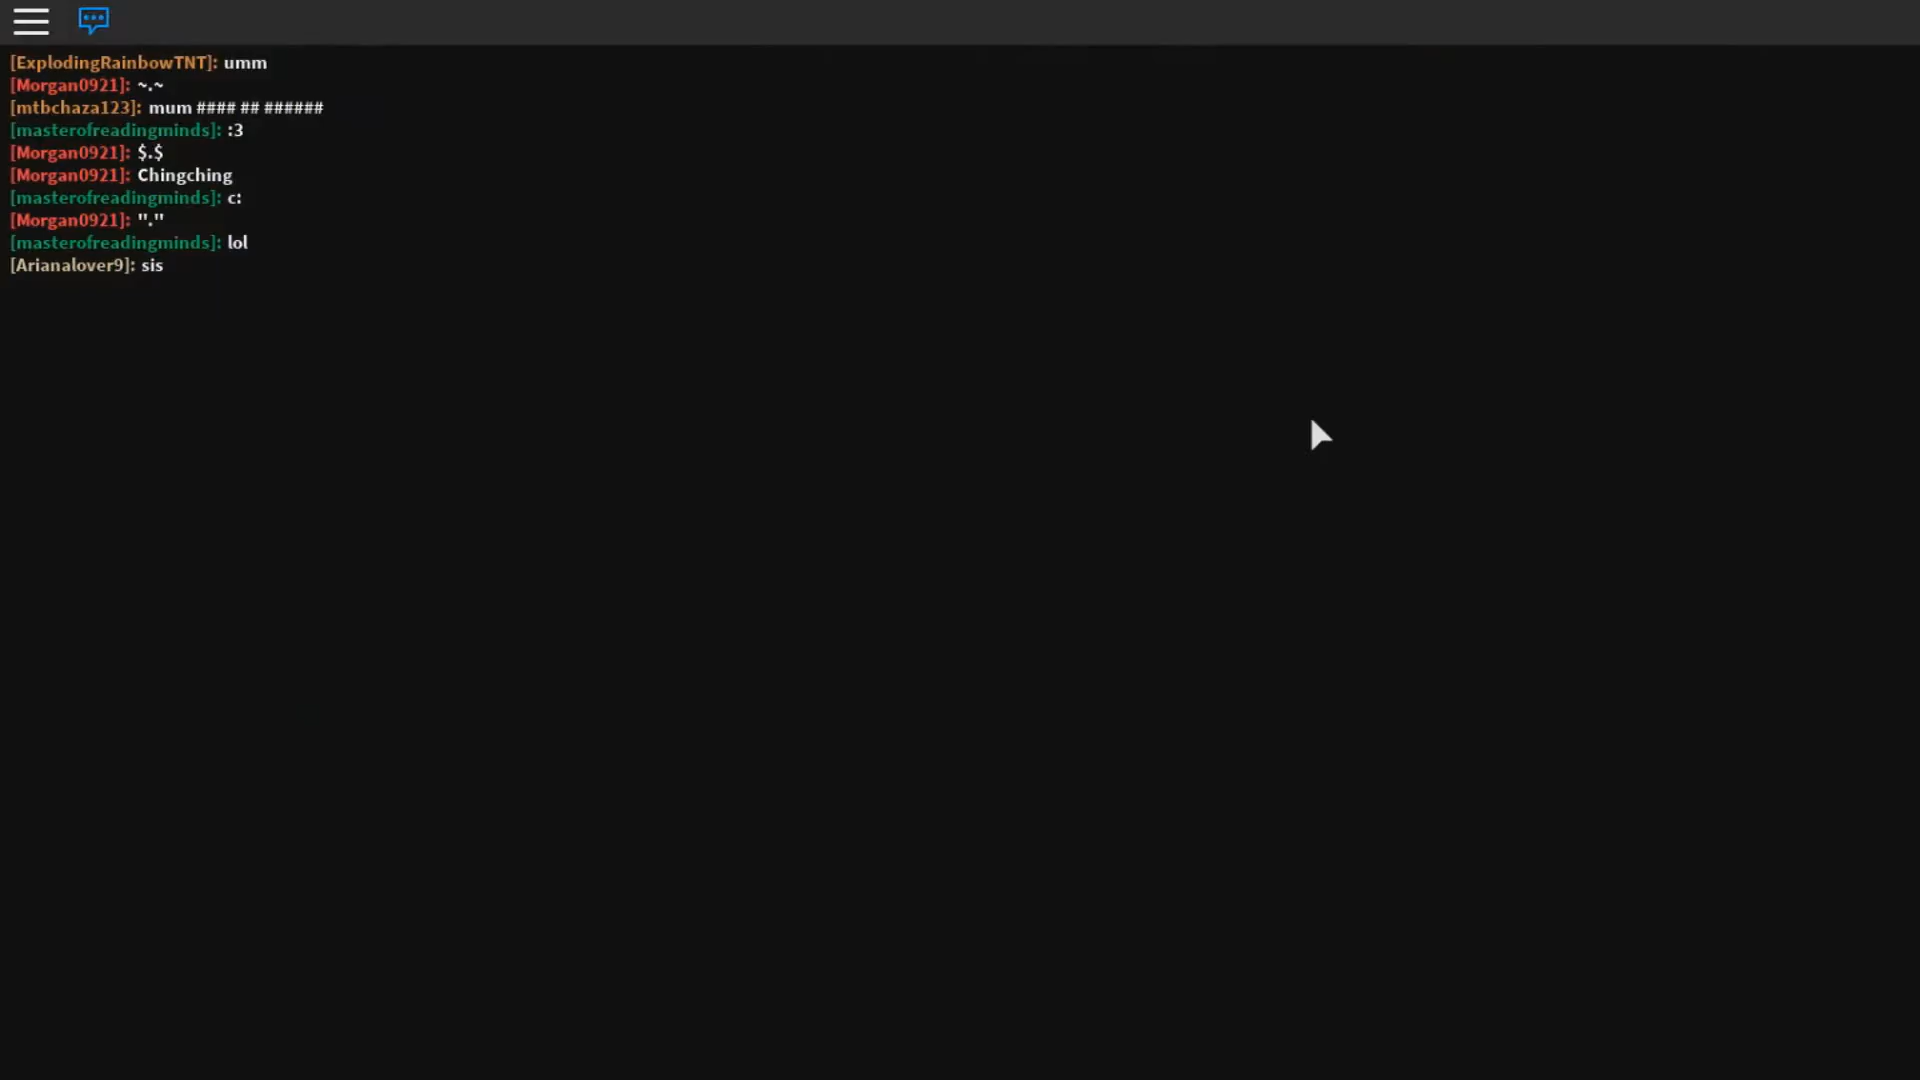 [ExplodingRainbowTNT]: umm
[Morgan0921]: ~.~
[mtbchaza123]: mum #### ## ######
[masterofreadingminds]: :3
[Morgan0921]: $.$
[Morgan0921]: Chingching
[masterofreadingminds]: c:
[Morgan0921]: "."
[masterofreadingminds]: lol
[Arianalover9]: sis